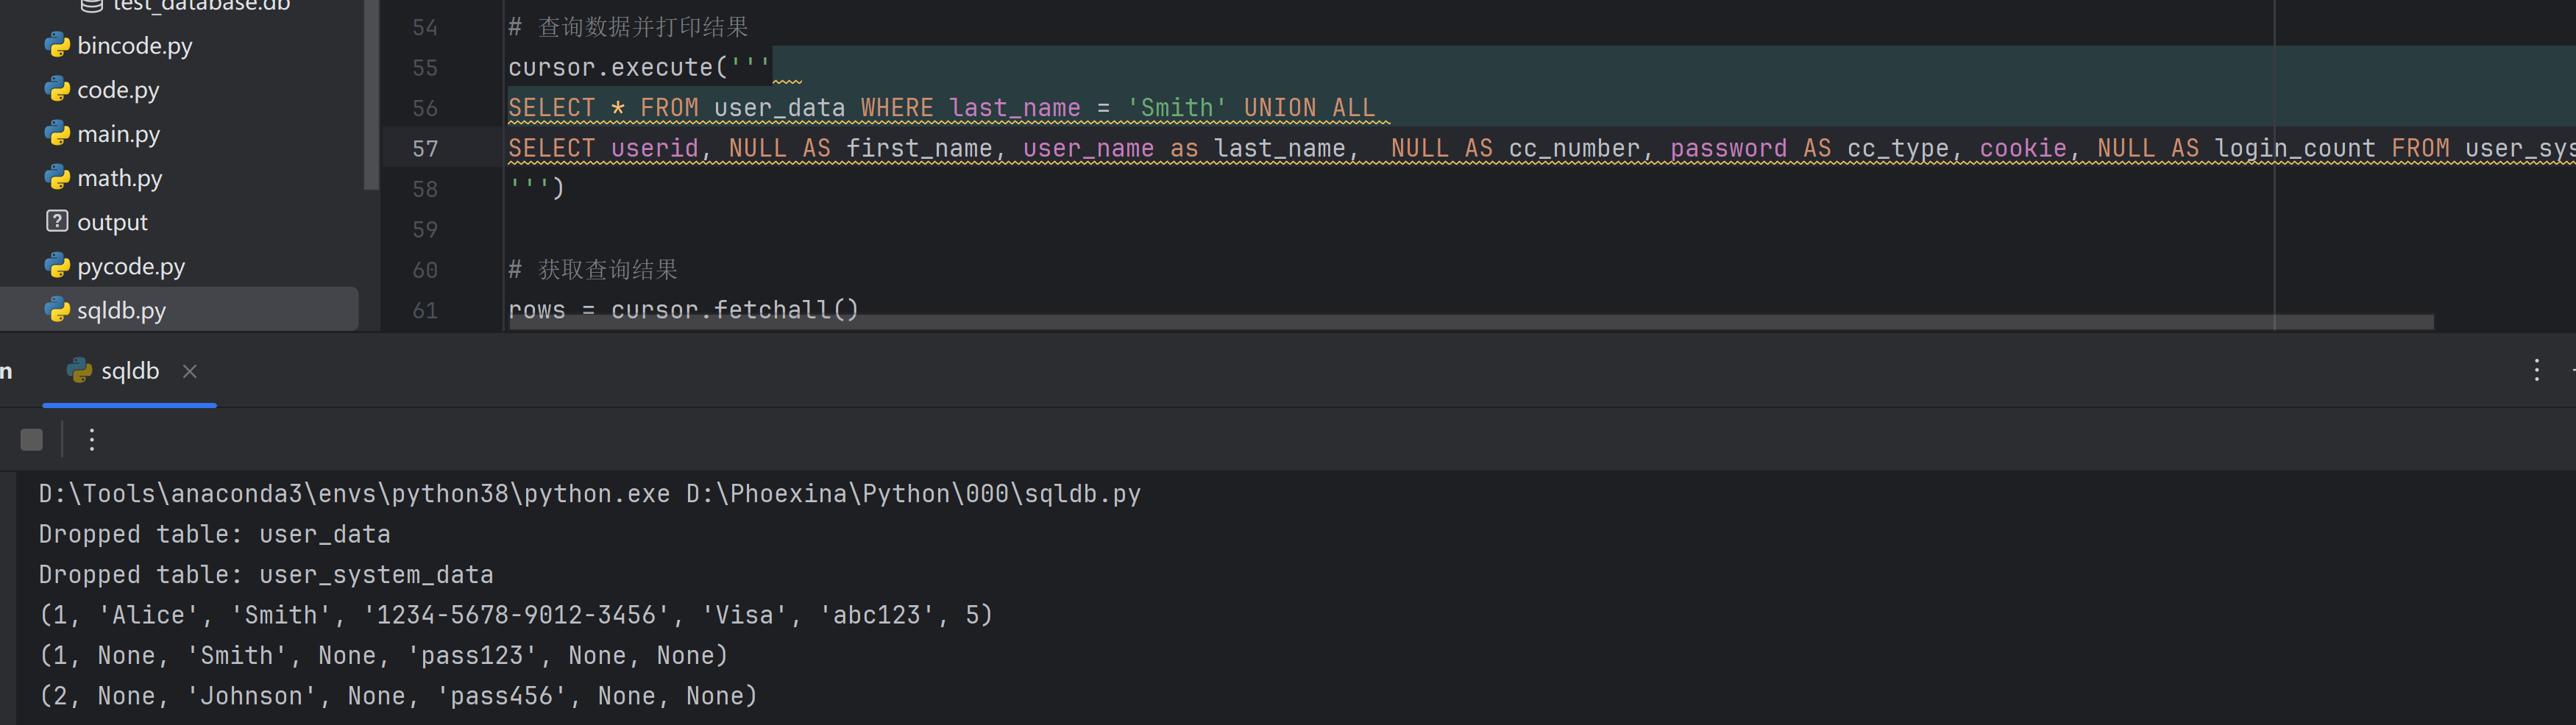 test_database.db
bincode.py
code.py
main.py
math.py
output
pycode.py
sqldb.py
54 # 查询数据并打印结果
55 cursor.execute('''
56 SELECT * FROM user_data WHERE last_name = 'Smith' UNION ALL
57 SELECT userid, NULL AS first_name, user_name as last_name,  NULL AS cc_number, password AS cc_type, cookie, NULL AS login_count FROM user_sys
58 ''')
59
60 # 获取查询结果
61 rows = cursor.fetchall()
n sqldb ×
D:\Tools\anaconda3\envs\python38\python.exe D:\Phoexina\Python\000\sqldb.py
Dropped table: user_data
Dropped table: user_system_data
(1, 'Alice', 'Smith', '1234-5678-9012-3456', 'Visa', 'abc123', 5)
(1, None, 'Smith', None, 'pass123', None, None)
(2, None, 'Johnson', None, 'pass456', None, None)